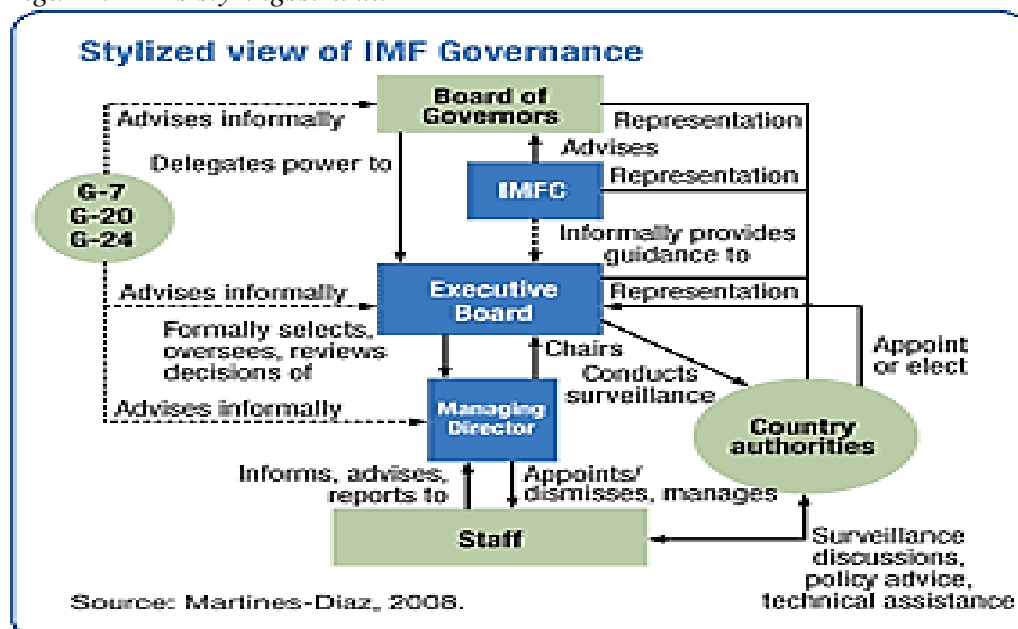 Stylized view of IMF Governance
Board of
Governors
Advises informally
Representation
Delegates power to
Advises
IMFC
Representation
G-7
G-20
G-24
Informally provides
guidance to
Advises informally
Executive
Board
Representation
Formally selects,
oversees, reviews
decisions of
Chairs
Conducts
surveillance
Appoint
or elect
Advises informally
Managing
Director
Country
authorities
Informs, advises,
reports to
Appoints/
dismisses, manages
Staff
Surveillance
discussions,
policy advice,
technical assistance
Source: Martines-Diaz, 2008.